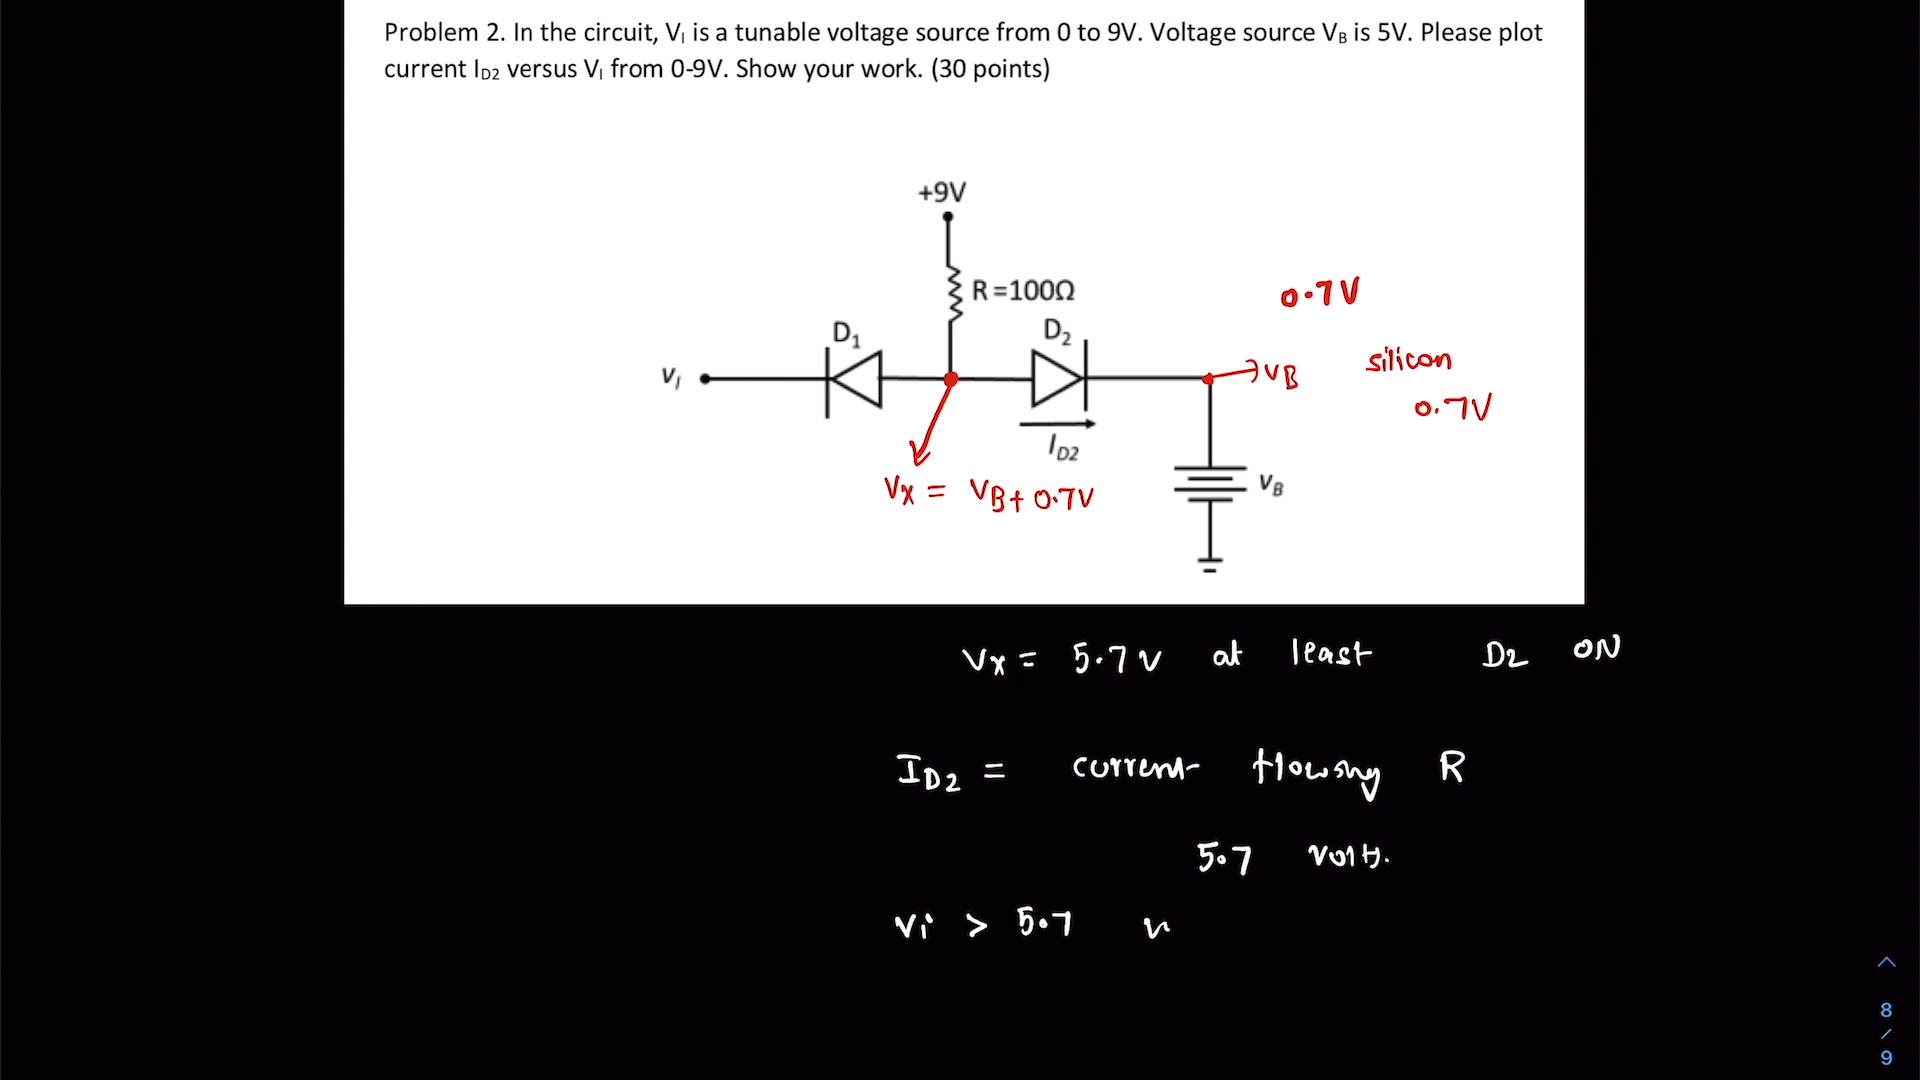 Problem 2. In the circuit, VI is a tunable voltage source from 0 to 9V. Voltage source VB is 5V. Please plot
current ID2 versus VI from 0-9V. Show your work. (30 points)
+9V
R=100Ω
0.7V
D1
D2
VI
VB
silicon
0.7V
ID2
VX = VB+ 0.7V
VB
VX = 5.7 V at least D2 ON
ID2 = current flowing R
5.7 volts.
Vi > 5.7 v
8
/
9